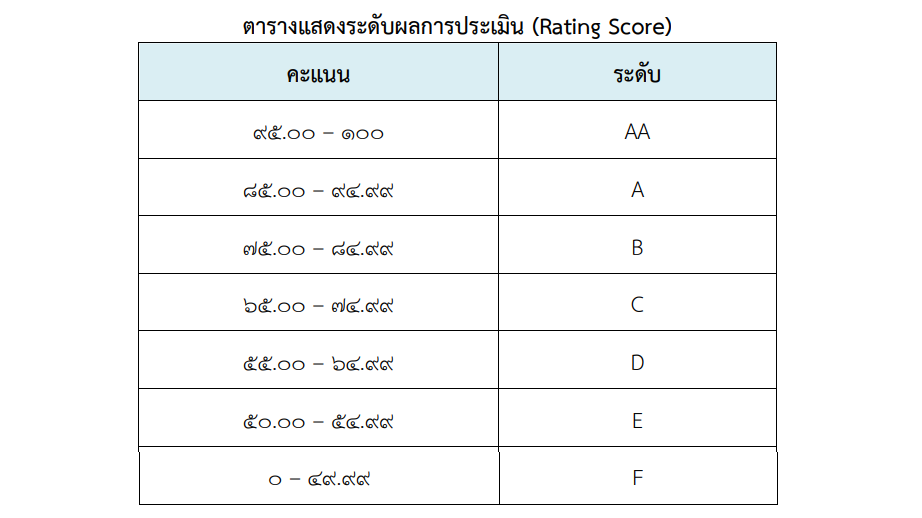 ตารางแสดงระดับผลการประเมิน (Rating Score)
คะแนน ระดับ
๙๕.๐๐ – ๑๐๐ AA
๘๕.๐๐ – ๙๔.๙๙ A
๗๕.๐๐ – ๘๔.๙๙ B
๖๕.๐๐ – ๗๔.๙๙ C
๕๕.๐๐ – ๖๔.๙๙ D
๕๐.๐๐ – ๕๔.๙๙ E
๐ – ๔๙.๙๙ F